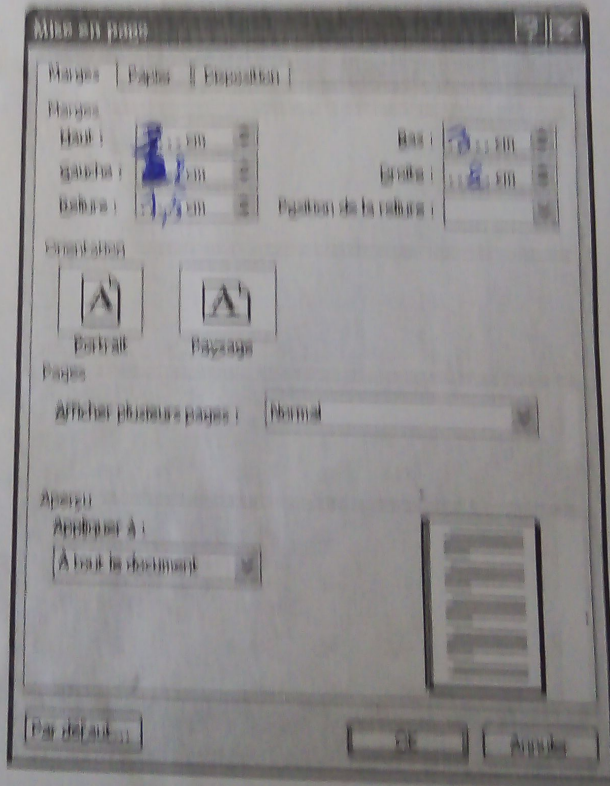 Mise en page
Marges Papier Disposition
Marges
Haut : cm Bas : 3 cm
Gauche : cm Droite : cm
Reliure : cm Position de la reliure :
Orientation
A A
Portrait Paysage
Pages
Afficher plusieurs pages : Normal
Aperçu
Appliquer à :
À tout le document
Par défaut... OK Annuler